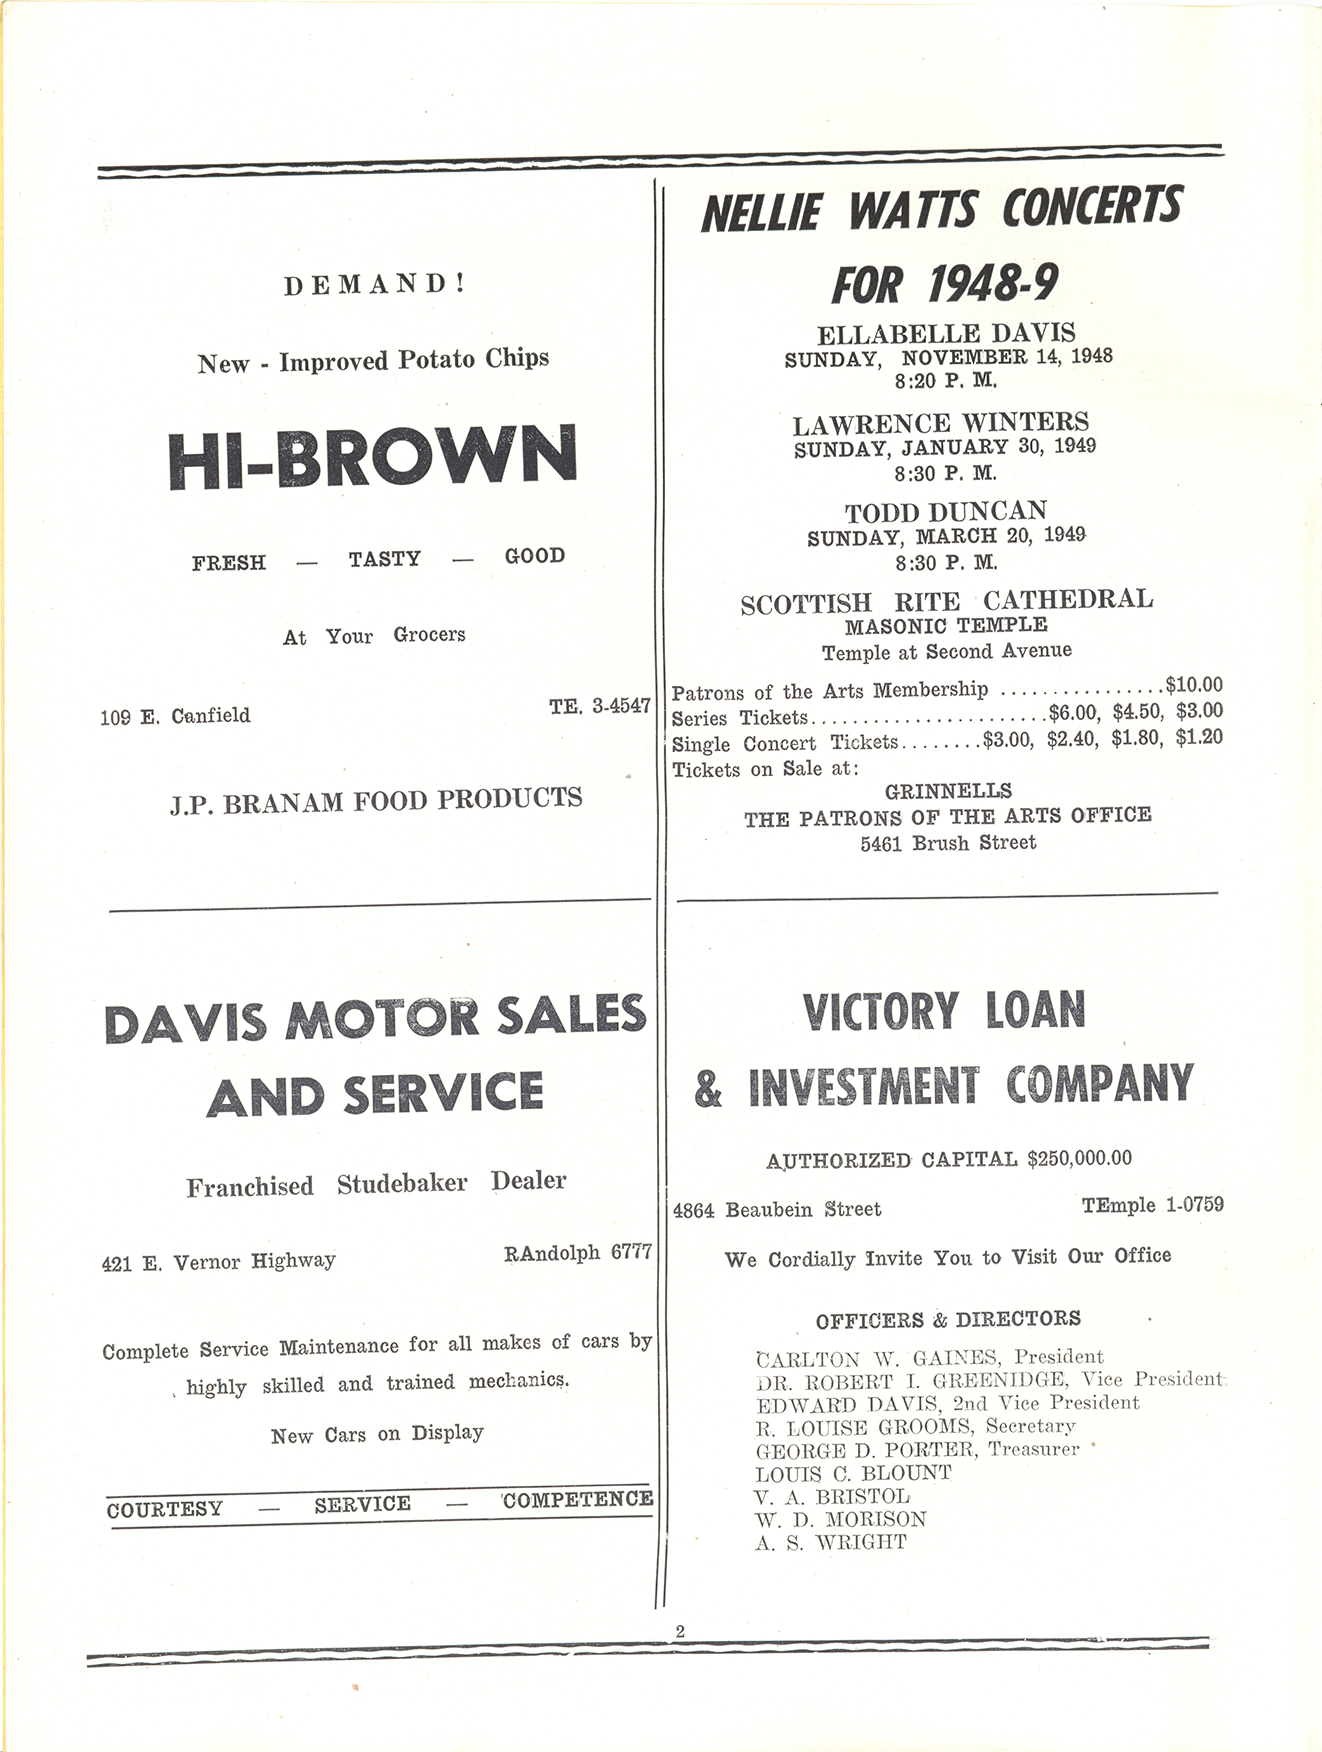 DEMAND!
New - Improved Potato Chips
HI-BROWN
FRESH — TASTY — GOOD
At Your Grocers
109 E. Canfield TE. 3-4547
J.P. BRANAM FOOD PRODUCTS
NELLIE WATTS CONCERTS
FOR 1948-9
ELLABELLE DAVIS
SUNDAY, NOVEMBER 14, 1948
8:20 P. M.
LAWRENCE WINTERS
SUNDAY, JANUARY 30, 1949
8:30 P. M.
TODD DUNCAN
SUNDAY, MARCH 20, 1949
8:30 P. M.
SCOTTISH RITE CATHEDRAL
MASONIC TEMPLE
Temple at Second Avenue
Patrons of the Arts Membership ................$10.00
Series Tickets.......................$6.00, $4.50, $3.00
Single Concert Tickets........$3.00, $2.40, $1.80, $1.20
Tickets on Sale at:
GRINNELLS
THE PATRONS OF THE ARTS OFFICE
5461 Brush Street
DAVIS MOTOR SALES
AND SERVICE
Franchised Studebaker Dealer
421 E. Vernor Highway RAndolph 6777
Complete Service Maintenance for all makes of cars by
highly skilled and trained mechanics.
New Cars on Display
COURTESY — SERVICE — COMPETENCE
VICTORY LOAN
& INVESTMENT COMPANY
AUTHORIZED CAPITAL $250,000.00
4864 Beaubein Street TEmple 1-0759
We Cordially Invite You to Visit Our Office
OFFICERS & DIRECTORS
CARLTON W. GAINES, President
DR. ROBERT I. GREENIDGE, Vice President
EDWARD DAVIS, 2nd Vice President
R. LOUISE GROOMS, Secretary
GEORGE D. PORTER, Treasurer
LOUIS C. BLOUNT
V. A. BRISTOL
W. D. MORISON
A. S. WRIGHT
2